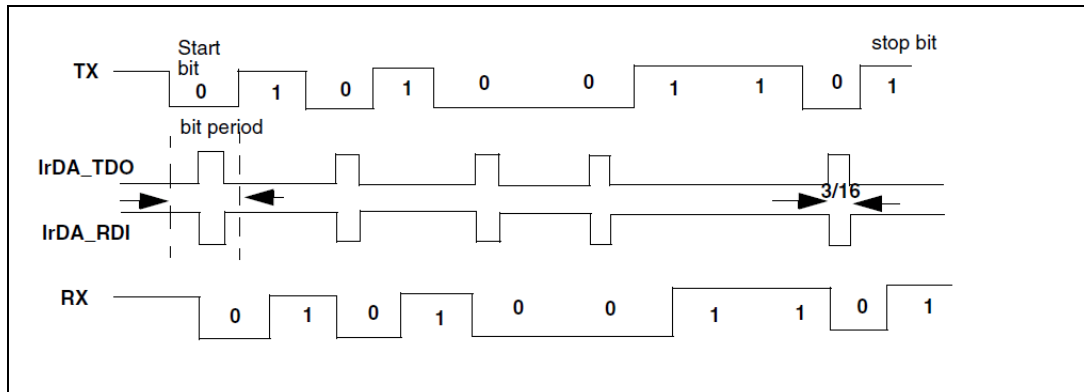 Start bit
stop bit
TX
0 1 0 1 0 0 1 1 0 1
bit period
IrDA_TDO
3/16
IrDA_RDI
RX
0 1 0 1 0 0 1 1 0 1